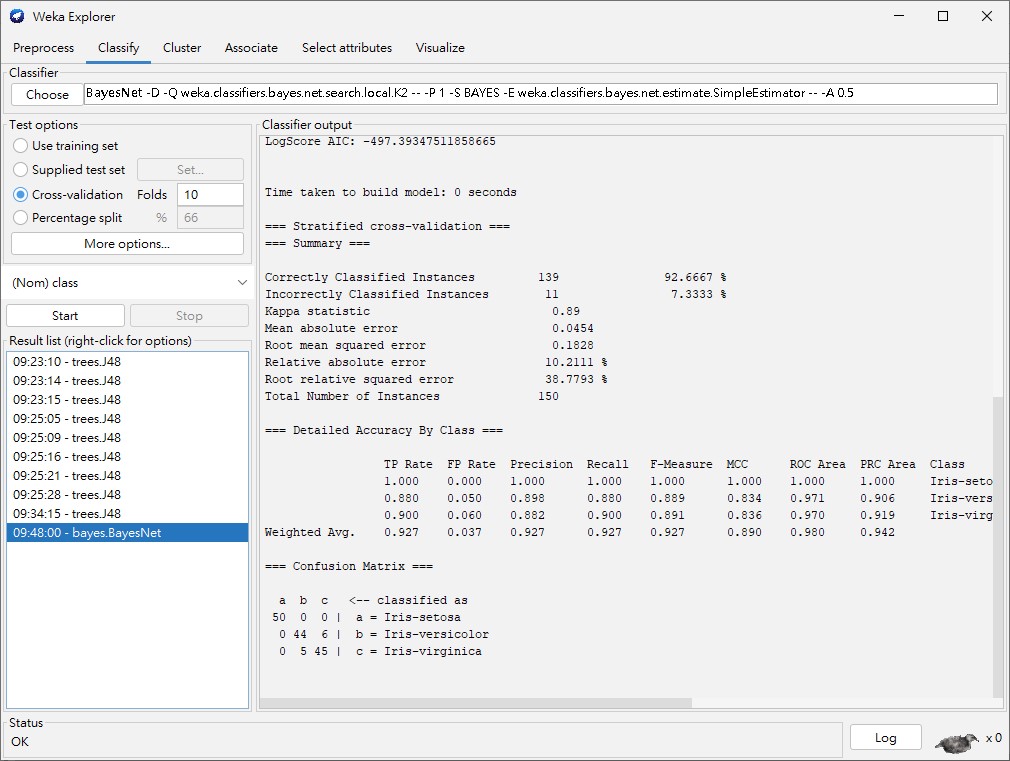 Weka Explorer
Preprocess Classify Cluster Associate Select attributes Visualize
Classifier
Choose BayesNet -D -Q weka.classifiers.bayes.net.search.local.K2 -- -P 1 -S BAYES -E weka.classifiers.bayes.net.estimate.SimpleEstimator -- -A 0.5
Test options
Use training set
Supplied test set Set...
Cross-validation Folds 10
Percentage split % 66
More options...
(Nom) class
Start Stop
Result list (right-click for options)
09:23:10 - trees.J48
09:23:14 - trees.J48
09:23:15 - trees.J48
09:25:05 - trees.J48
09:25:09 - trees.J48
09:25:16 - trees.J48
09:25:21 - trees.J48
09:25:28 - trees.J48
09:34:15 - trees.J48
09:48:00 - bayes.BayesNet
Classifier output
LogScore AIC: -497.39347511858665
Time taken to build model: 0 seconds
=== Stratified cross-validation ===
=== Summary ===
Correctly Classified Instances 139 92.6667 %
Incorrectly Classified Instances 11 7.3333 %
Kappa statistic 0.89
Mean absolute error 0.0454
Root mean squared error 0.1828
Relative absolute error 10.2111 %
Root relative squared error 38.7793 %
Total Number of Instances 150
=== Detailed Accuracy By Class ===
TP Rate FP Rate Precision Recall F-Measure MCC ROC Area PRC Area Class
1.000 0.000 1.000 1.000 1.000 1.000 1.000 1.000 Iris-seto
0.880 0.050 0.898 0.880 0.889 0.834 0.971 0.906 Iris-vers
0.900 0.060 0.882 0.900 0.891 0.836 0.970 0.919 Iris-virg
Weighted Avg. 0.927 0.037 0.927 0.927 0.927 0.890 0.980 0.942
=== Confusion Matrix ===
a b c <-- classified as
50 0 0 | a = Iris-setosa
0 44 6 | b = Iris-versicolor
0 5 45 | c = Iris-virginica
Status
OK
Log x 0